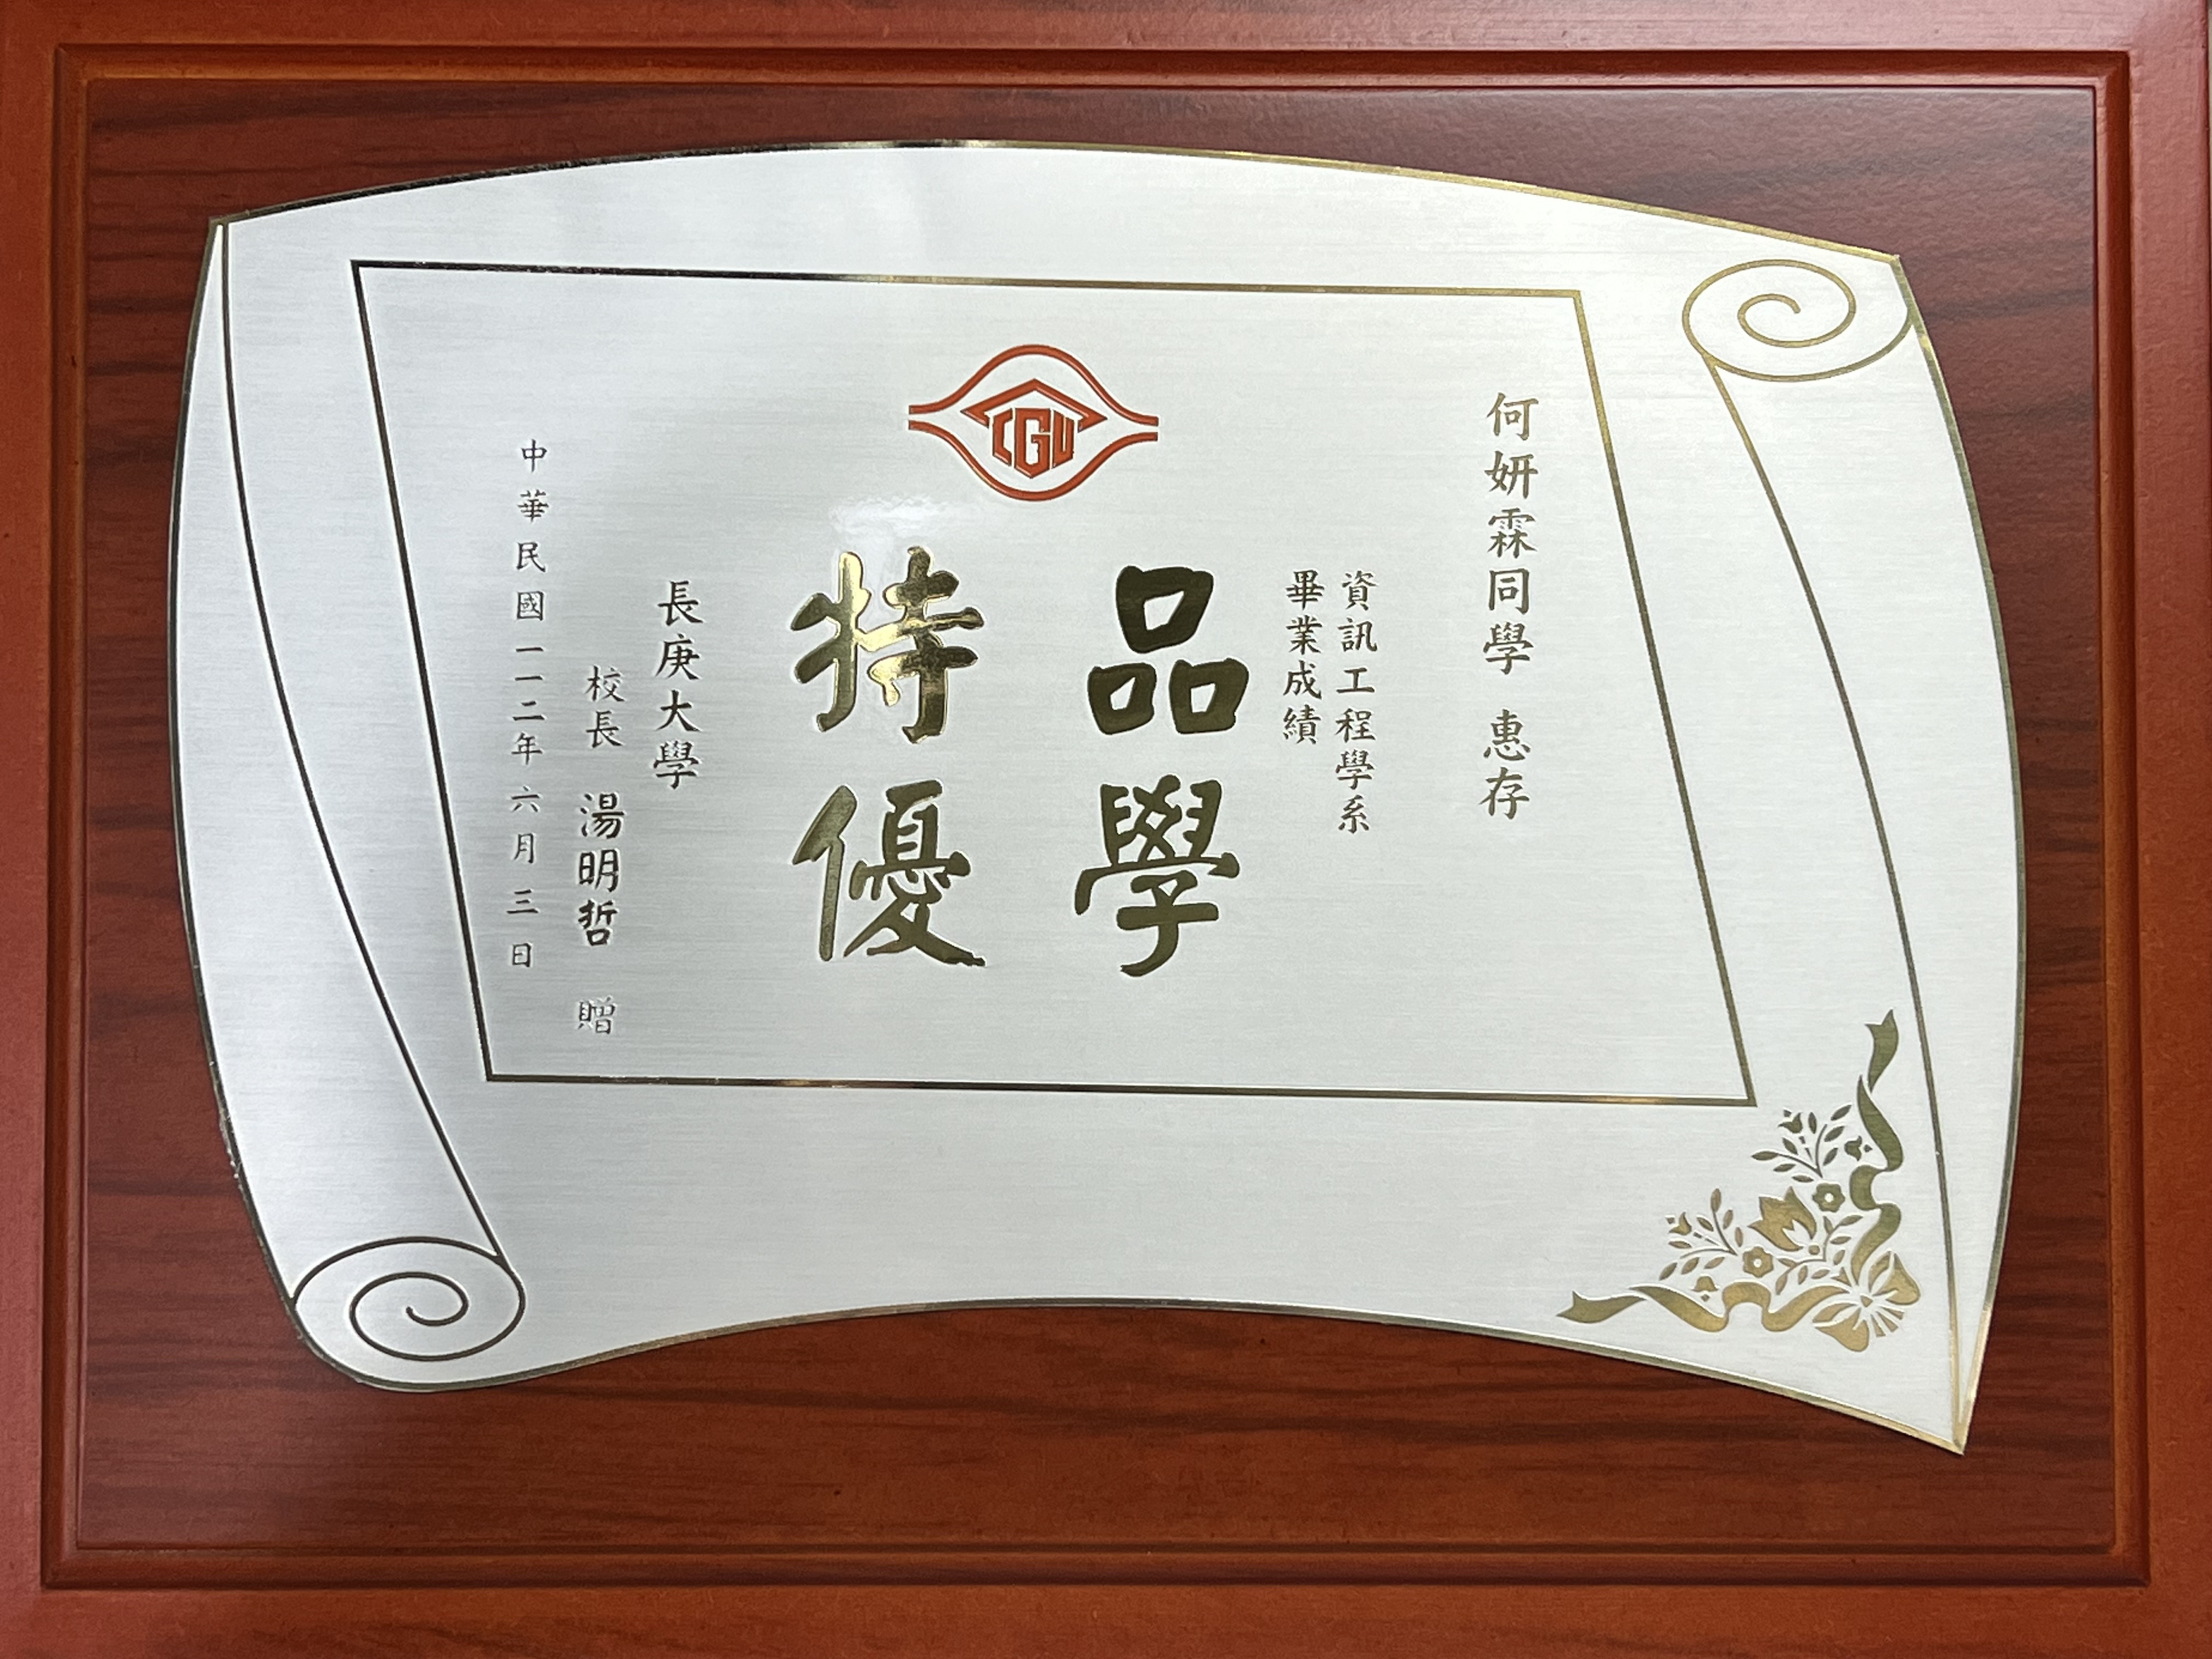 何妍霖同學 惠存
資訊工程學系
畢業成績
CGU
品學
特優
長庚大學
校長 湯明哲 贈
中華民國一一二年六月三日